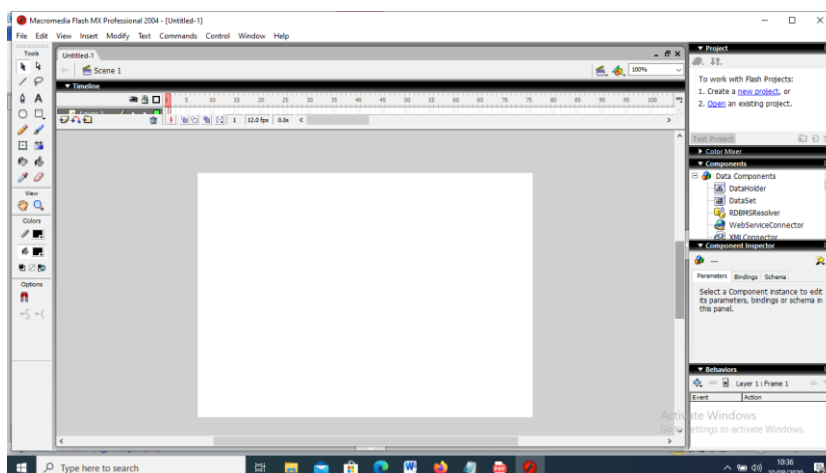 Macromedia Flash MX Professional 2004 - [Untitled-1]
File Edit View Insert Modify Text Commands Control Window Help
Tools
View
Colors
Options
Untitled-1
Scene 1
100%
Timeline
5 10 15 20 25 30 35 40 45 50 55 60 65 70 75 80 85 90 95 100
1 12.0 fps 0.0s
Project
To work with Flash Projects:
1. Create a new project, or
2. Open an existing project.
Test Project
Color Mixer
Components
Data Components
DataHolder
DataSet
RDBMSResolver
WebServiceConnector
XMLConnector
Component Inspector
Parameters Bindings Schema
Select a Component instance to edit
its parameters, bindings or schema in
this panel.
Behaviors
Layer 1 : Frame 1
Event Action
Activate Windows
Go to Settings to activate Windows.
Type here to search
10:36